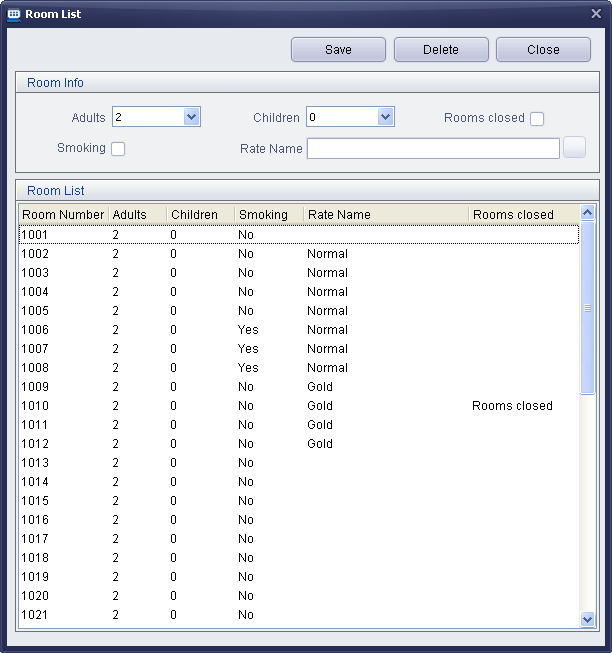 Room List
Save Delete Close
Room Info
Adults 2 Children 0 Rooms closed
Smoking Rate Name
Room List
Room Number Adults Children Smoking Rate Name Rooms closed
1001 2 0 No
1002 2 0 No Normal
1003 2 0 No Normal
1004 2 0 No Normal
1005 2 0 No Normal
1006 2 0 Yes Normal
1007 2 0 Yes Normal
1008 2 0 Yes Normal
1009 2 0 No Gold
1010 2 0 No Gold Rooms closed
1011 2 0 No Gold
1012 2 0 No Gold
1013 2 0 No
1014 2 0 No
1015 2 0 No
1016 2 0 No
1017 2 0 No
1018 2 0 No
1019 2 0 No
1020 2 0 No
1021 2 0 No